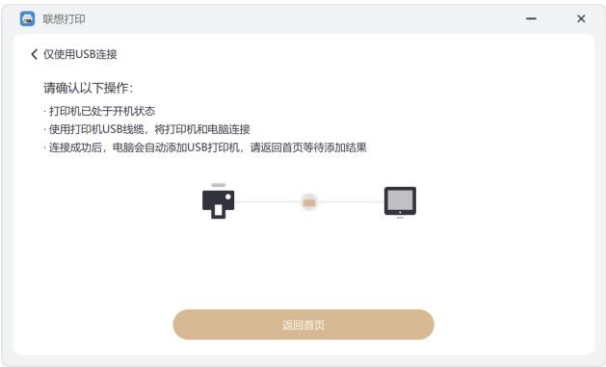 联想打印
仅使用USB连接
请确认以下操作：
· 打印机已处于开机状态
· 使用打印机USB线缆，将打印机和电脑连接
· 连接成功后，电脑会自动添加USB打印机，请返回首页等待添加结果
返回首页